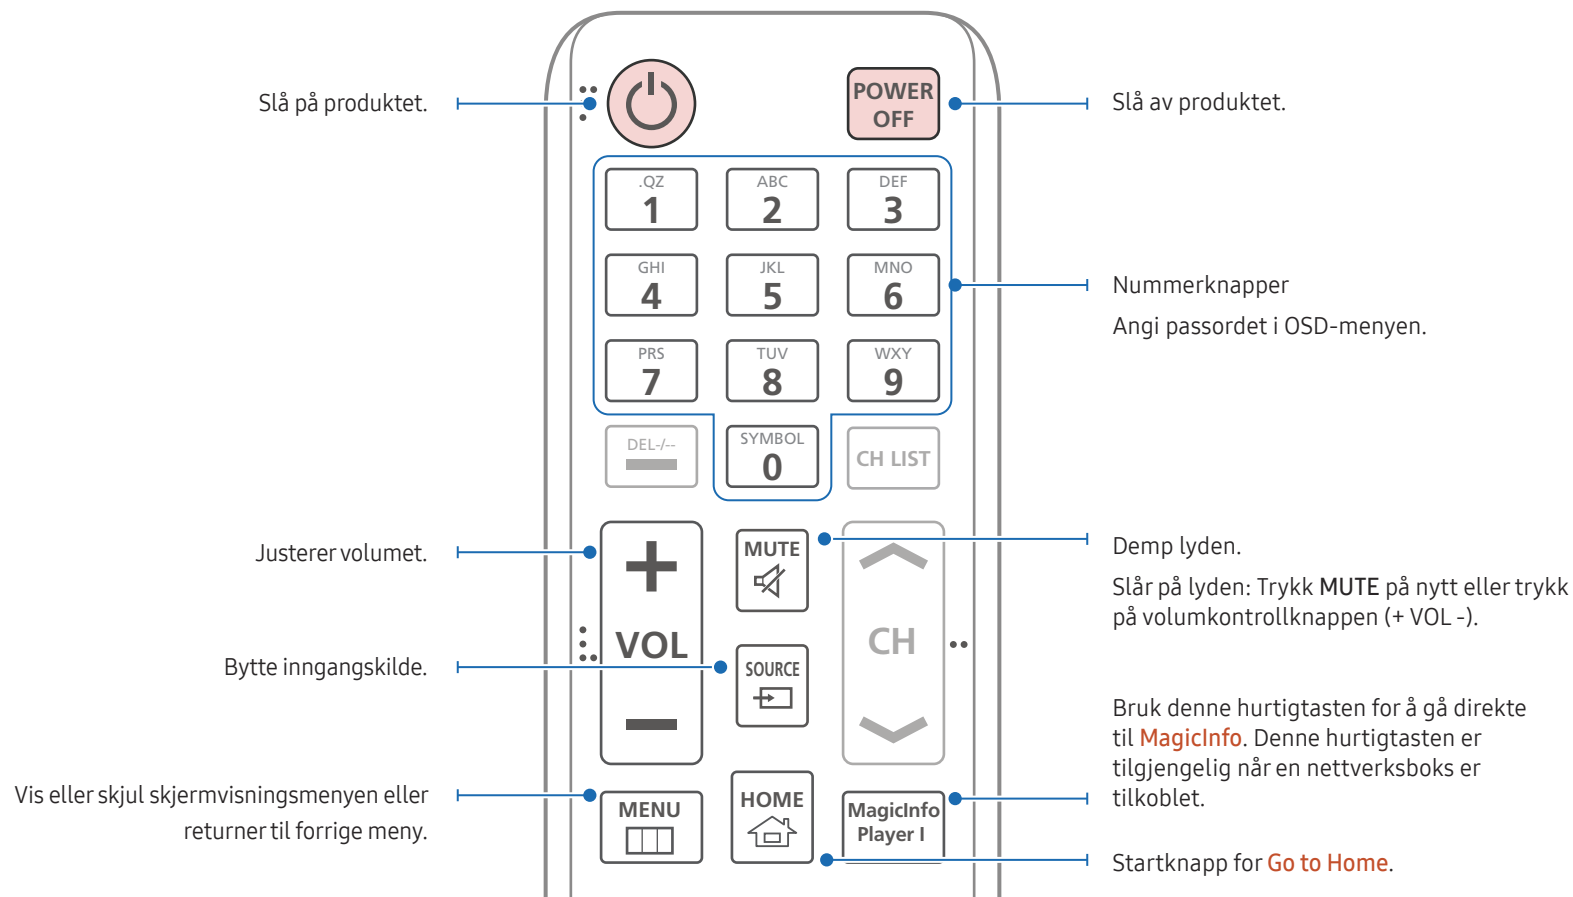 Slå på produktet.
POWER
OFF
Slå av produktet.
.QZ
1
ABC
2
DEF
3
GHI
4
JKL
5
MNO
6
Nummerknapper
Angi passordet i OSD-menyen.
PRS
7
TUV
8
WXY
9
DEL-/--
SYMBOL
0
CH LIST
Justerer volumet.
VOL
MUTE
CH
Demp lyden.
Slår på lyden: Trykk MUTE på nytt eller trykk
på volumkontrollknappen (+ VOL -).
Bytte inngangskilde.
SOURCE
Bruk denne hurtigtasten for å gå direkte
til MagicInfo. Denne hurtigtasten er
tilgjengelig når en nettverksboks er
tilkoblet.
Vis eller skjul skjermvisningsmenyen eller
returner til forrige meny.
MENU
HOME
MagicInfo
Player I
Startknapp for Go to Home.